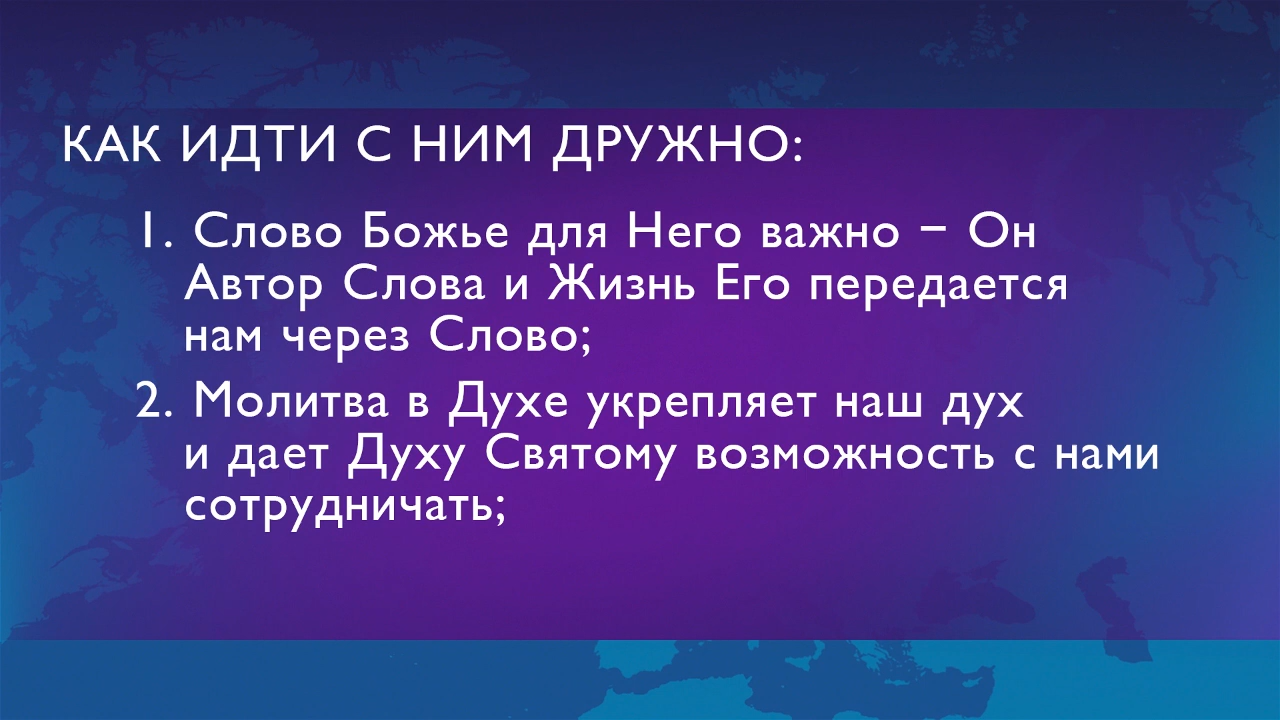 КАК ИДТИ С НИМ ДРУЖНО:
1. Слово Божье для Него важно – Он
Автор Слова и Жизнь Его передается
нам через Слово;
2. Молитва в Духе укрепляет наш дух
и дает Духу Святому возможность с нами
сотрудничать;